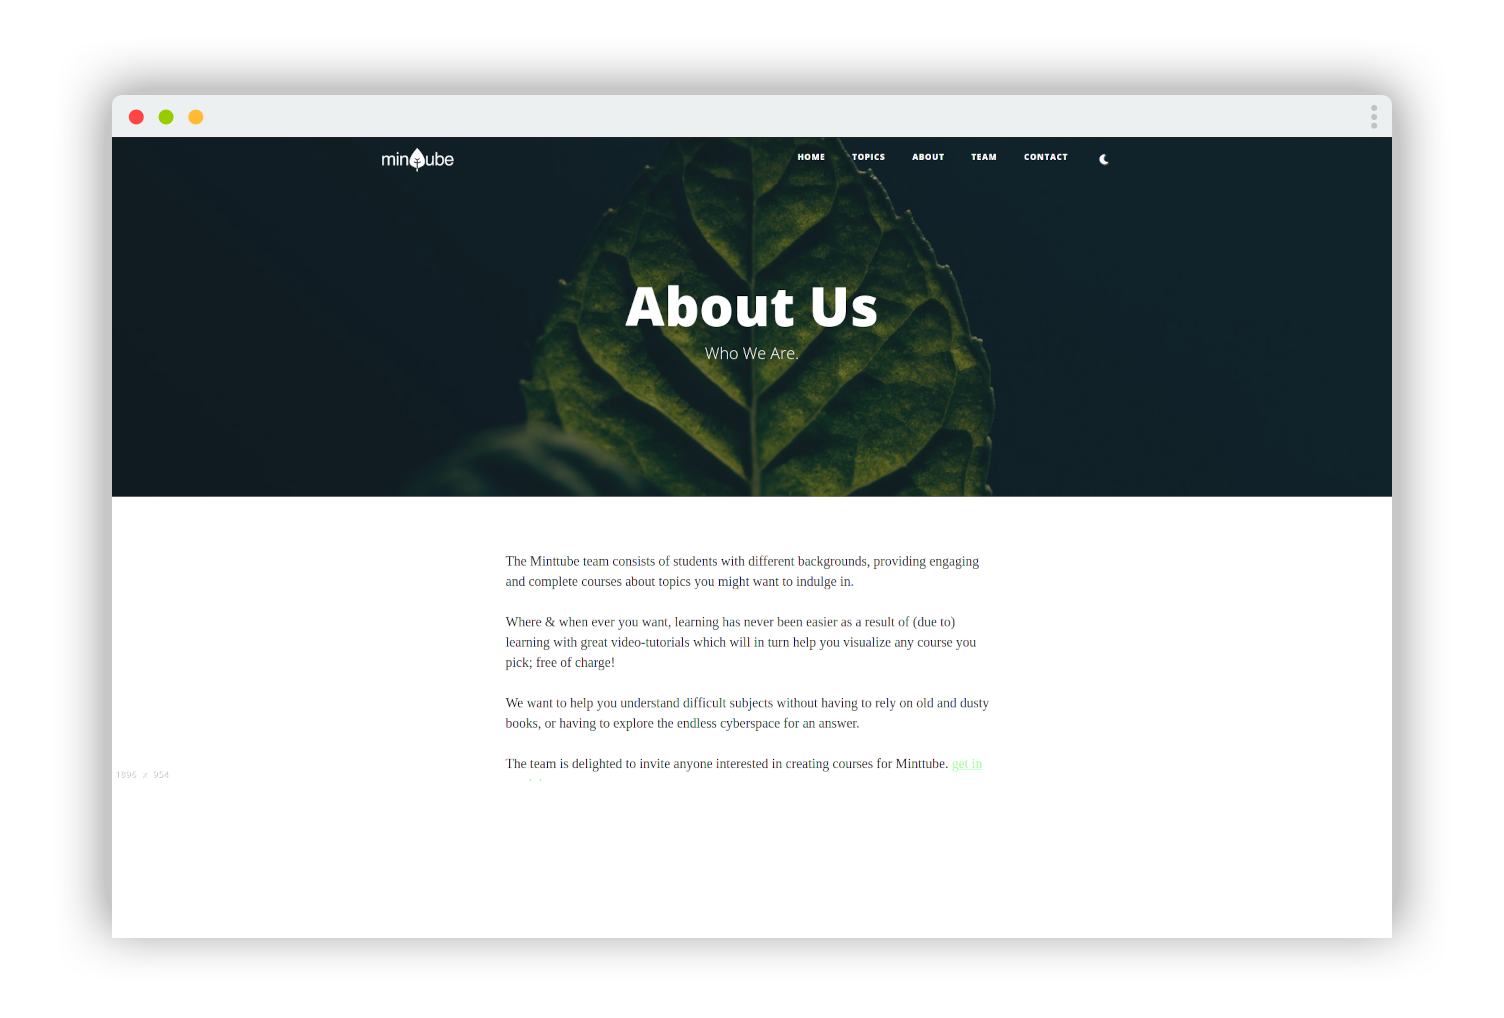 mintube
HOME TOPICS ABOUT TEAM CONTACT
About Us
Who We Are.
The Minttube team consists of students with different backgrounds, providing engaging
and complete courses about topics you might want to indulge in.
Where & when ever you want, learning has never been easier as a result of (due to)
learning with great video-tutorials which will in turn help you visualize any course you
pick; free of charge!
We want to help you understand difficult subjects without having to rely on old and dusty
books, or having to explore the endless cyberspace for an answer.
The team is delighted to invite anyone interested in creating courses for Minttube. get in
1896 x 954